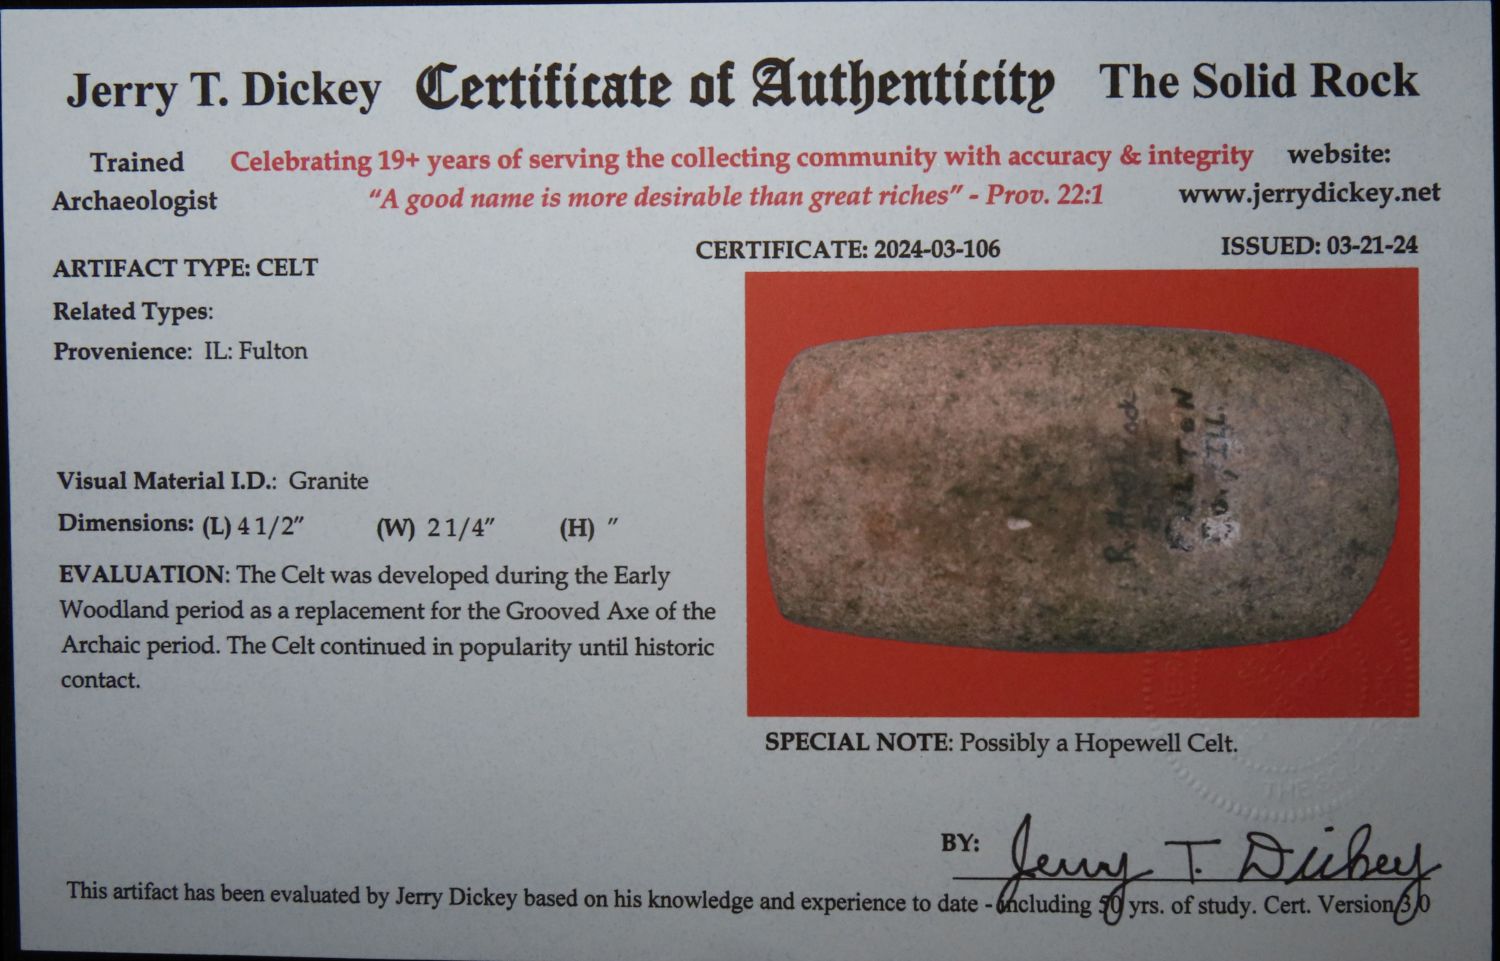 Jerry T. Dickey Certificate of Authenticity The Solid Rock
Trained Archaeologist
Celebrating 19+ years of serving the collecting community with accuracy & integrity
"A good name is more desirable than great riches" - Prov. 22:1
website:
www.jerrydickey.net
CERTIFICATE: 2024-03-106 ISSUED: 03-21-24
ARTIFACT TYPE: CELT
Related Types:
Provenience: IL: Fulton
Visual Material I.D.: Granite
Dimensions: (L) 4 1/2" (W) 2 1/4" (H) "
EVALUATION: The Celt was developed during the Early
Woodland period as a replacement for the Grooved Axe of the
Archaic period. The Celt continued in popularity until historic
contact.
FULTON
Co., ILL.
SPECIAL NOTE: Possibly a Hopewell Celt.
THE
BY: Jerry T. Dickey
This artifact has been evaluated by Jerry Dickey based on his knowledge and experience to date - including 50 yrs. of study. Cert. Version 3.0